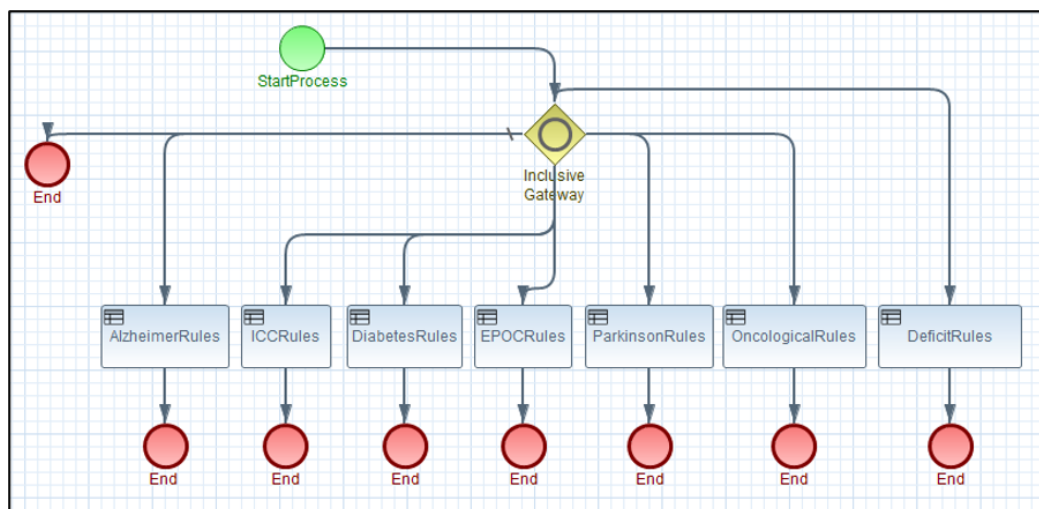 StartProcess
End
Inclusive
Gateway
AlzheimerRules
ICCRules
DiabetesRules
EPOCRules
ParkinsonRules
OncologicalRules
DeficitRules
End
End
End
End
End
End
End